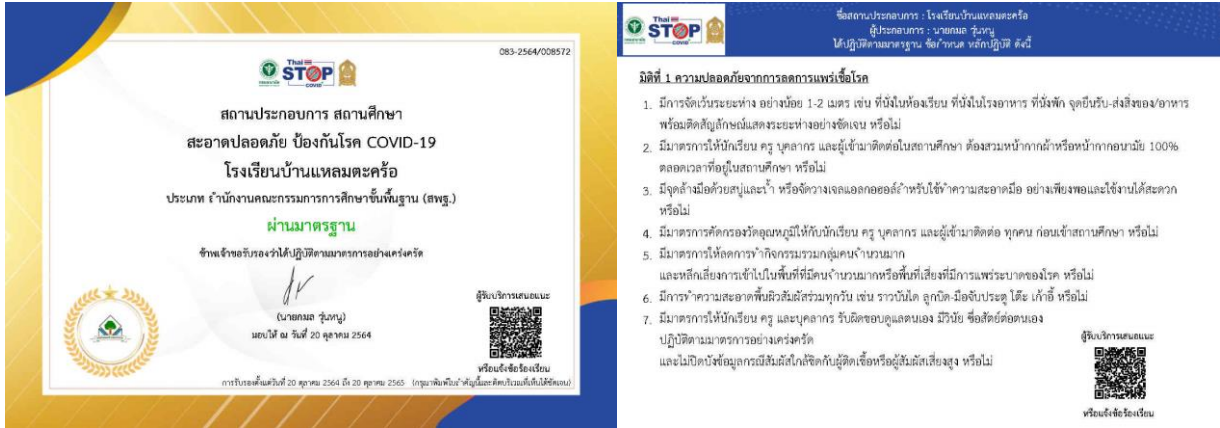 083-2564/008572
Thai
STOP
COVID
สถานประกอบการ สถานศึกษา
สะอาดปลอดภัย ป้องกันโรค COVID-19
โรงเรียนบ้านแหลมตะคร้อ
ประเภท สำนักงานคณะกรรมการการศึกษาขั้นพื้นฐาน (สพฐ.)
ผ่านมาตรฐาน
ข้าพเจ้าขอรับรองว่าได้ปฏิบัติตามมาตรการอย่างเคร่งครัด
(นายกมล วุ่นหนู)
มอบให้ ณ วันที่ 20 ตุลาคม 2564
ผู้รับบริการเสนอแนะ
หรือแจ้งข้อร้องเรียน
การรับรองตั้งแต่วันที่ 20 ตุลาคม 2564 ถึง 20 ตุลาคม 2565 (กรุณาพิมพ์ใบสำคัญนี้และติดบริเวณที่เห็นได้ชัดเจน)
Thai
STOP
COVID
ชื่อสถานประกอบการ : โรงเรียนบ้านแหลมตะคร้อ
ผู้ประกอบการ : นายกมล วุ่นหนู
ได้ปฏิบัติตามมาตรฐาน ข้อกำหนด หลักปฏิบัติ ดังนี้
มิติที่ 1 ความปลอดภัยจากการลดการแพร่เชื้อโรค
1. มีการจัดเว้นระยะห่าง อย่างน้อย 1-2 เมตร เช่น ที่นั่งในห้องเรียน ที่นั่งในโรงอาหาร ที่นั่งพัก จุดยืนรับ-ส่งสิ่งของ/อาหาร
พร้อมติดสัญลักษณ์แสดงระยะห่างอย่างชัดเจน หรือไม่
2. มีมาตรการให้นักเรียน ครู บุคลากร และผู้เข้ามาติดต่อในสถานศึกษา ต้องสวมหน้ากากผ้าหรือหน้ากากอนามัย 100%
ตลอดเวลาที่อยู่ในสถานศึกษา หรือไม่
3. มีจุดล้างมือด้วยสบู่และน้ำ หรือจัดวางเจลแอลกอฮอล์สำหรับใช้ทำความสะอาดมือ อย่างเพียงพอและใช้งานได้สะดวก
หรือไม่
4. มีมาตรการคัดกรองวัดอุณหภูมิให้กับนักเรียน ครู บุคลากร และผู้เข้ามาติดต่อ ทุกคน ก่อนเข้าสถานศึกษา หรือไม่
5. มีมาตรการให้ลดการทำกิจกรรมรวมกลุ่มคนจำนวนมาก
และหลีกเลี่ยงการเข้าไปในพื้นที่ที่มีคนจำนวนมากหรือพื้นที่เสี่ยงที่มีการแพร่ระบาดของโรค หรือไม่
6. มีการทำความสะอาดพื้นผิวสัมผัสร่วมทุกวัน เช่น ราวบันได ลูกบิด-มือจับประตู โต๊ะ เก้าอี้ หรือไม่
7. มีมาตรการให้นักเรียน ครู และบุคลากร รับผิดชอบดูแลตนเอง มีวินัย ซื่อสัตย์ต่อตนเอง
ปฏิบัติตามมาตรการอย่างเคร่งครัด
และไม่ปิดบังข้อมูลกรณีสัมผัสใกล้ชิดกับผู้ติดเชื้อหรือผู้สัมผัสเสี่ยงสูง หรือไม่
ผู้รับบริการเสนอแนะ
หรือแจ้งข้อร้องเรียน